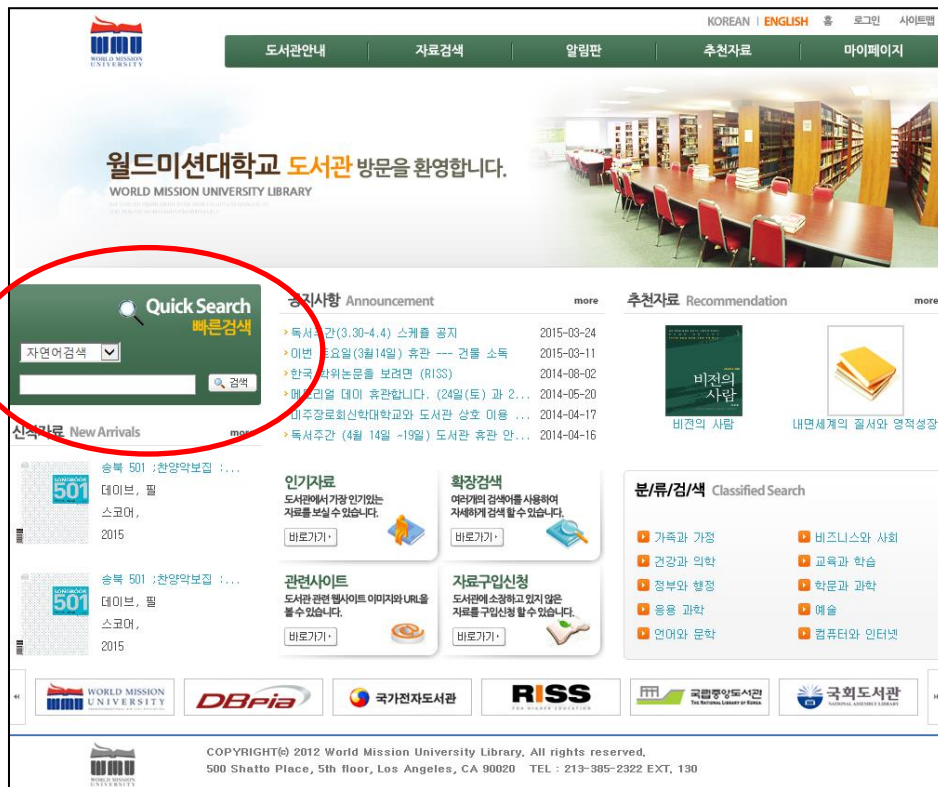 KOREAN | ENGLISH 홈 로그인 사이트맵
WMU
WORLD MISSION
UNIVERSITY
도서관안내 자료검색 알림판 추천자료 마이페이지
월드미션대학교 도서관 방문을 환영합니다.
WORLD MISSION UNIVERSITY LIBRARY
Quick Search
빠른검색
자연어검색
검색
공지사항 Announcement more
독서주간(3.30-4.4) 스케쥴 공지 2015-03-24
이번 토요일(3월14일) 휴관 --- 건물 소독 2015-03-11
한국 학위논문을 보려면 (RISS) 2014-08-02
메모리얼 데이 휴관합니다. (24일(토) 과 2... 2014-05-20
미주장로회신학대학교와 도서관 상호 이용 ... 2014-04-17
독서주간 (4월 14일 ~19일) 도서관 휴관 안... 2014-04-16
추천자료 Recommendation more
비전의
사람
비전의 사람
내면세계의 질서와 영적성장
신착자료 New Arrivals more
SONGBOOK
501
송북 501 :찬양악보집 :...
데이브, 필
스코어,
2015
SONGBOOK
501
송북 501 :찬양악보집 :...
데이브, 필
스코어,
2015
인기자료
도서관에서 가장 인기있는
자료를 보실 수 있습니다.
바로가기
확장검색
여러개의 검색어를 사용하여
자세하게 검색 할 수 있습니다.
바로가기
관련사이트
도서관 관련 웹사이트 이미지와 URL을
볼 수 있습니다.
바로가기
자료구입신청
도서관에 소장하고 있지 않은
자료를 구입신청 할 수 있습니다.
바로가기
분/류/검/색 Classified Search
가족과 가정 비즈니스와 사회
건강과 의학 교육과 학습
정부와 행정 학문과 과학
응용 과학 예술
언어와 문학 컴퓨터와 인터넷
WORLD MISSION
UNIVERSITY
DBpia
국가전자도서관
RISS
FOR HIGHER EDUCATION
국립중앙도서관
THE NATIONAL LIBRARY OF KOREA
국회도서관
NATIONAL ASSEMBLY LIBRARY
WMU
WORLD MISSION
UNIVERSITY
COPYRIGHT(c) 2012 World Mission University Library, All rights reserved,
500 Shatto Place, 5th floor, Los Angeles, CA 90020 TEL : 213-385-2322 EXT, 130